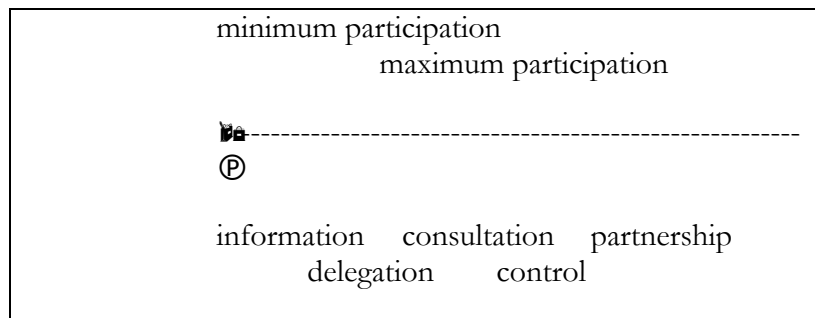 minimum participation
maximum participation
-------------------------------------------------------
Ⓟ
information consultation partnership
delegation control